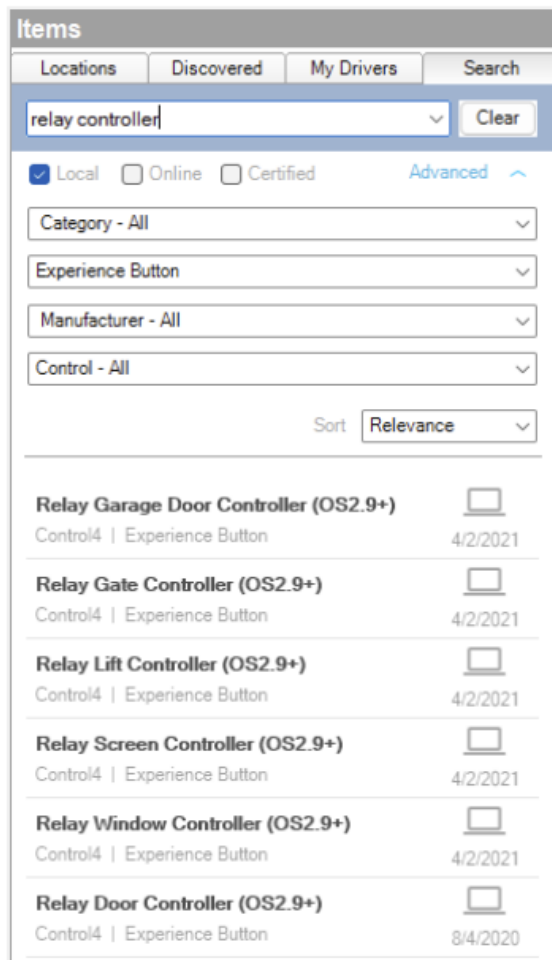 Items
Locations Discovered My Drivers Search
relay controller Clear
Local Online Certified Advanced
Category - All
Experience Button
Manufacturer - All
Control - All
Sort Relevance
Relay Garage Door Controller (OS2.9+)
Control4 | Experience Button 4/2/2021
Relay Gate Controller (OS2.9+)
Control4 | Experience Button 4/2/2021
Relay Lift Controller (OS2.9+)
Control4 | Experience Button 4/2/2021
Relay Screen Controller (OS2.9+)
Control4 | Experience Button 4/2/2021
Relay Window Controller (OS2.9+)
Control4 | Experience Button 4/2/2021
Relay Door Controller (OS2.9+)
Control4 | Experience Button 8/4/2020